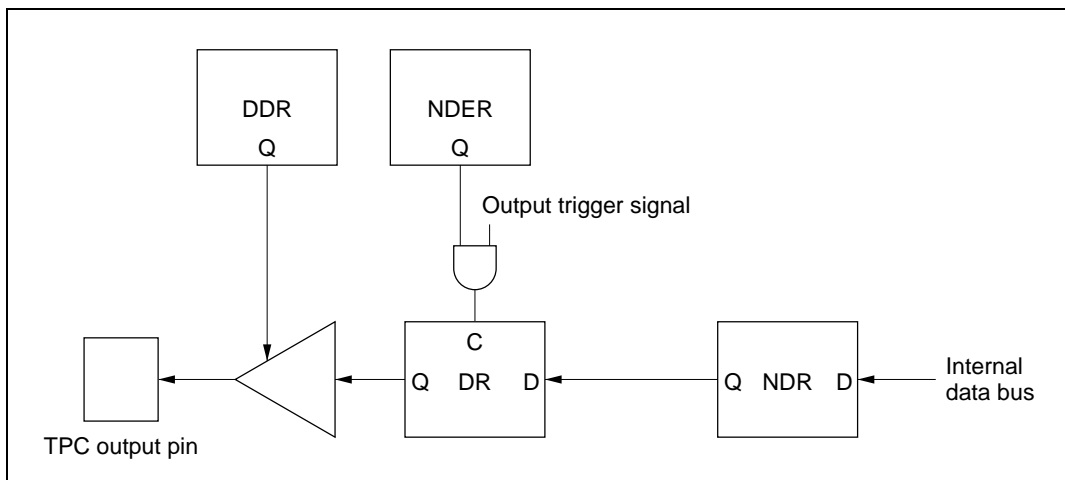 DDR
Q
NDER
Q
Output trigger signal
C
Q DR D
Q NDR D
Internal
data bus
TPC output pin